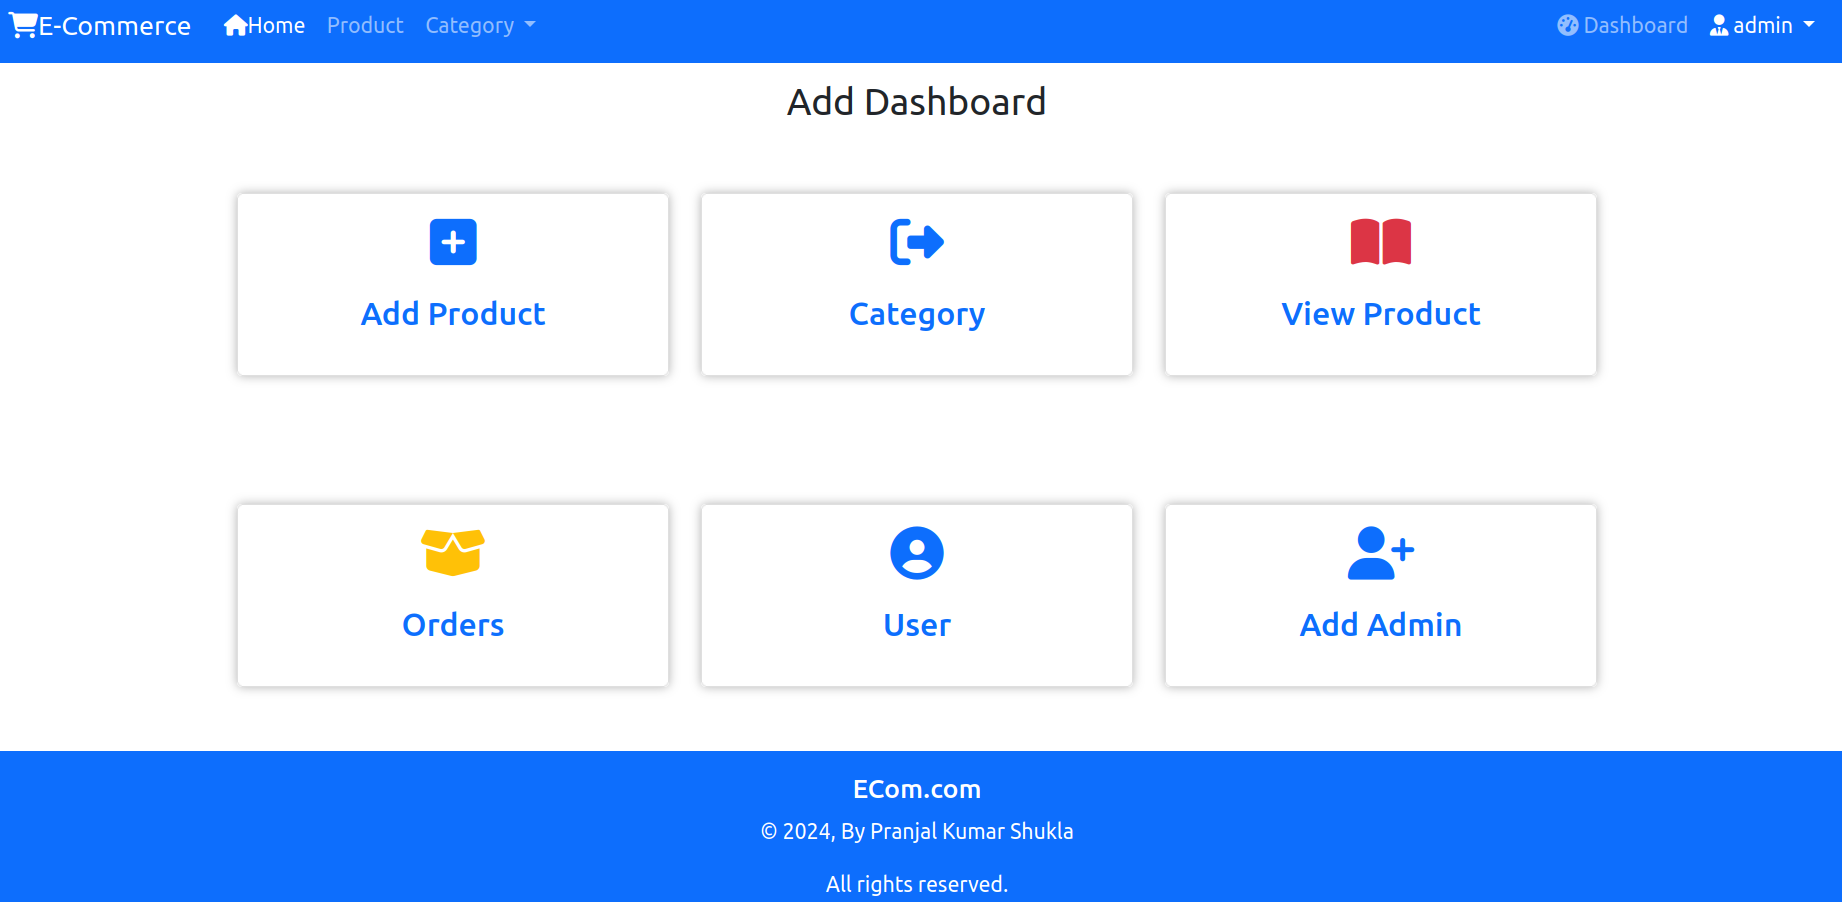 E-Commerce Home Product Category Dashboard admin
Add Dashboard
Add Product Category View Product
Orders User Add Admin
ECom.com
© 2024, By Pranjal Kumar Shukla
All rights reserved.